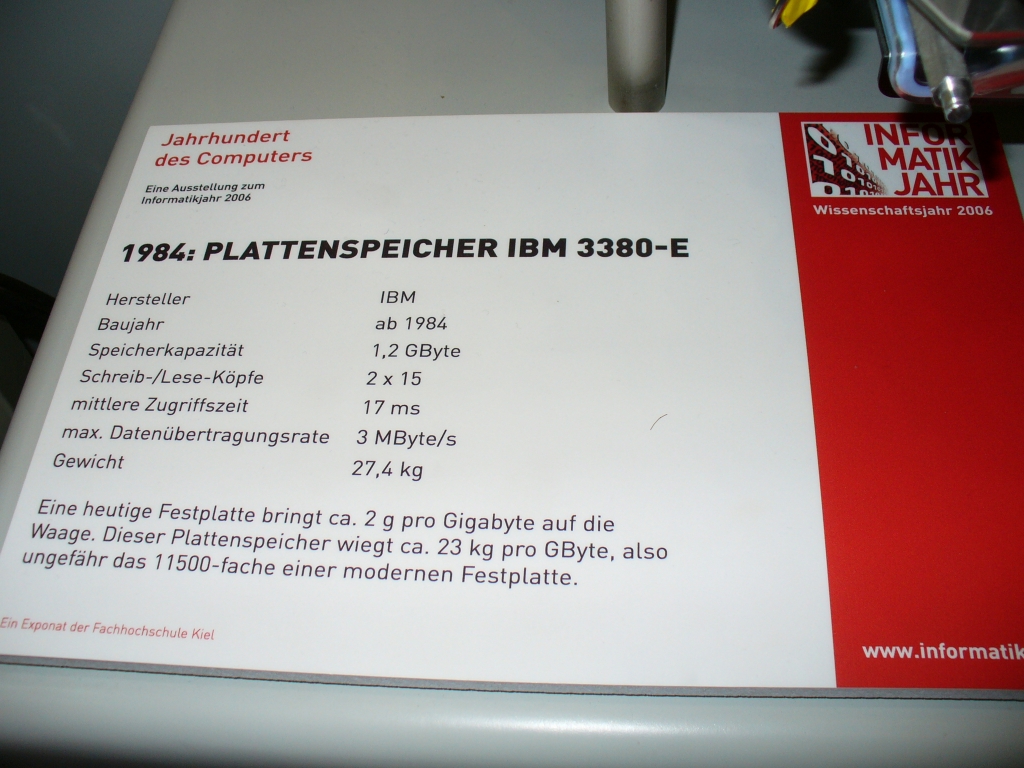 Jahrhundert
des Computers
Eine Ausstellung zum
Informatikjahr 2006
INFOR
MATIK
JAHR
Wissenschaftsjahr 2006
1984: PLATTENSPEICHER IBM 3380-E
Hersteller IBM
Baujahr ab 1984
Speicherkapazität 1,2 GByte
Schreib-/Lese-Köpfe 2 x 15
mittlere Zugriffszeit 17 ms
max. Datenübertragungsrate 3 MByte/s
Gewicht 27,4 kg
Eine heutige Festplatte bringt ca. 2 g pro Gigabyte auf die
Waage. Dieser Plattenspeicher wiegt ca. 23 kg pro GByte, also
ungefähr das 11500-fache einer modernen Festplatte.
Ein Exponat der Fachhochschule Kiel
www.informatik